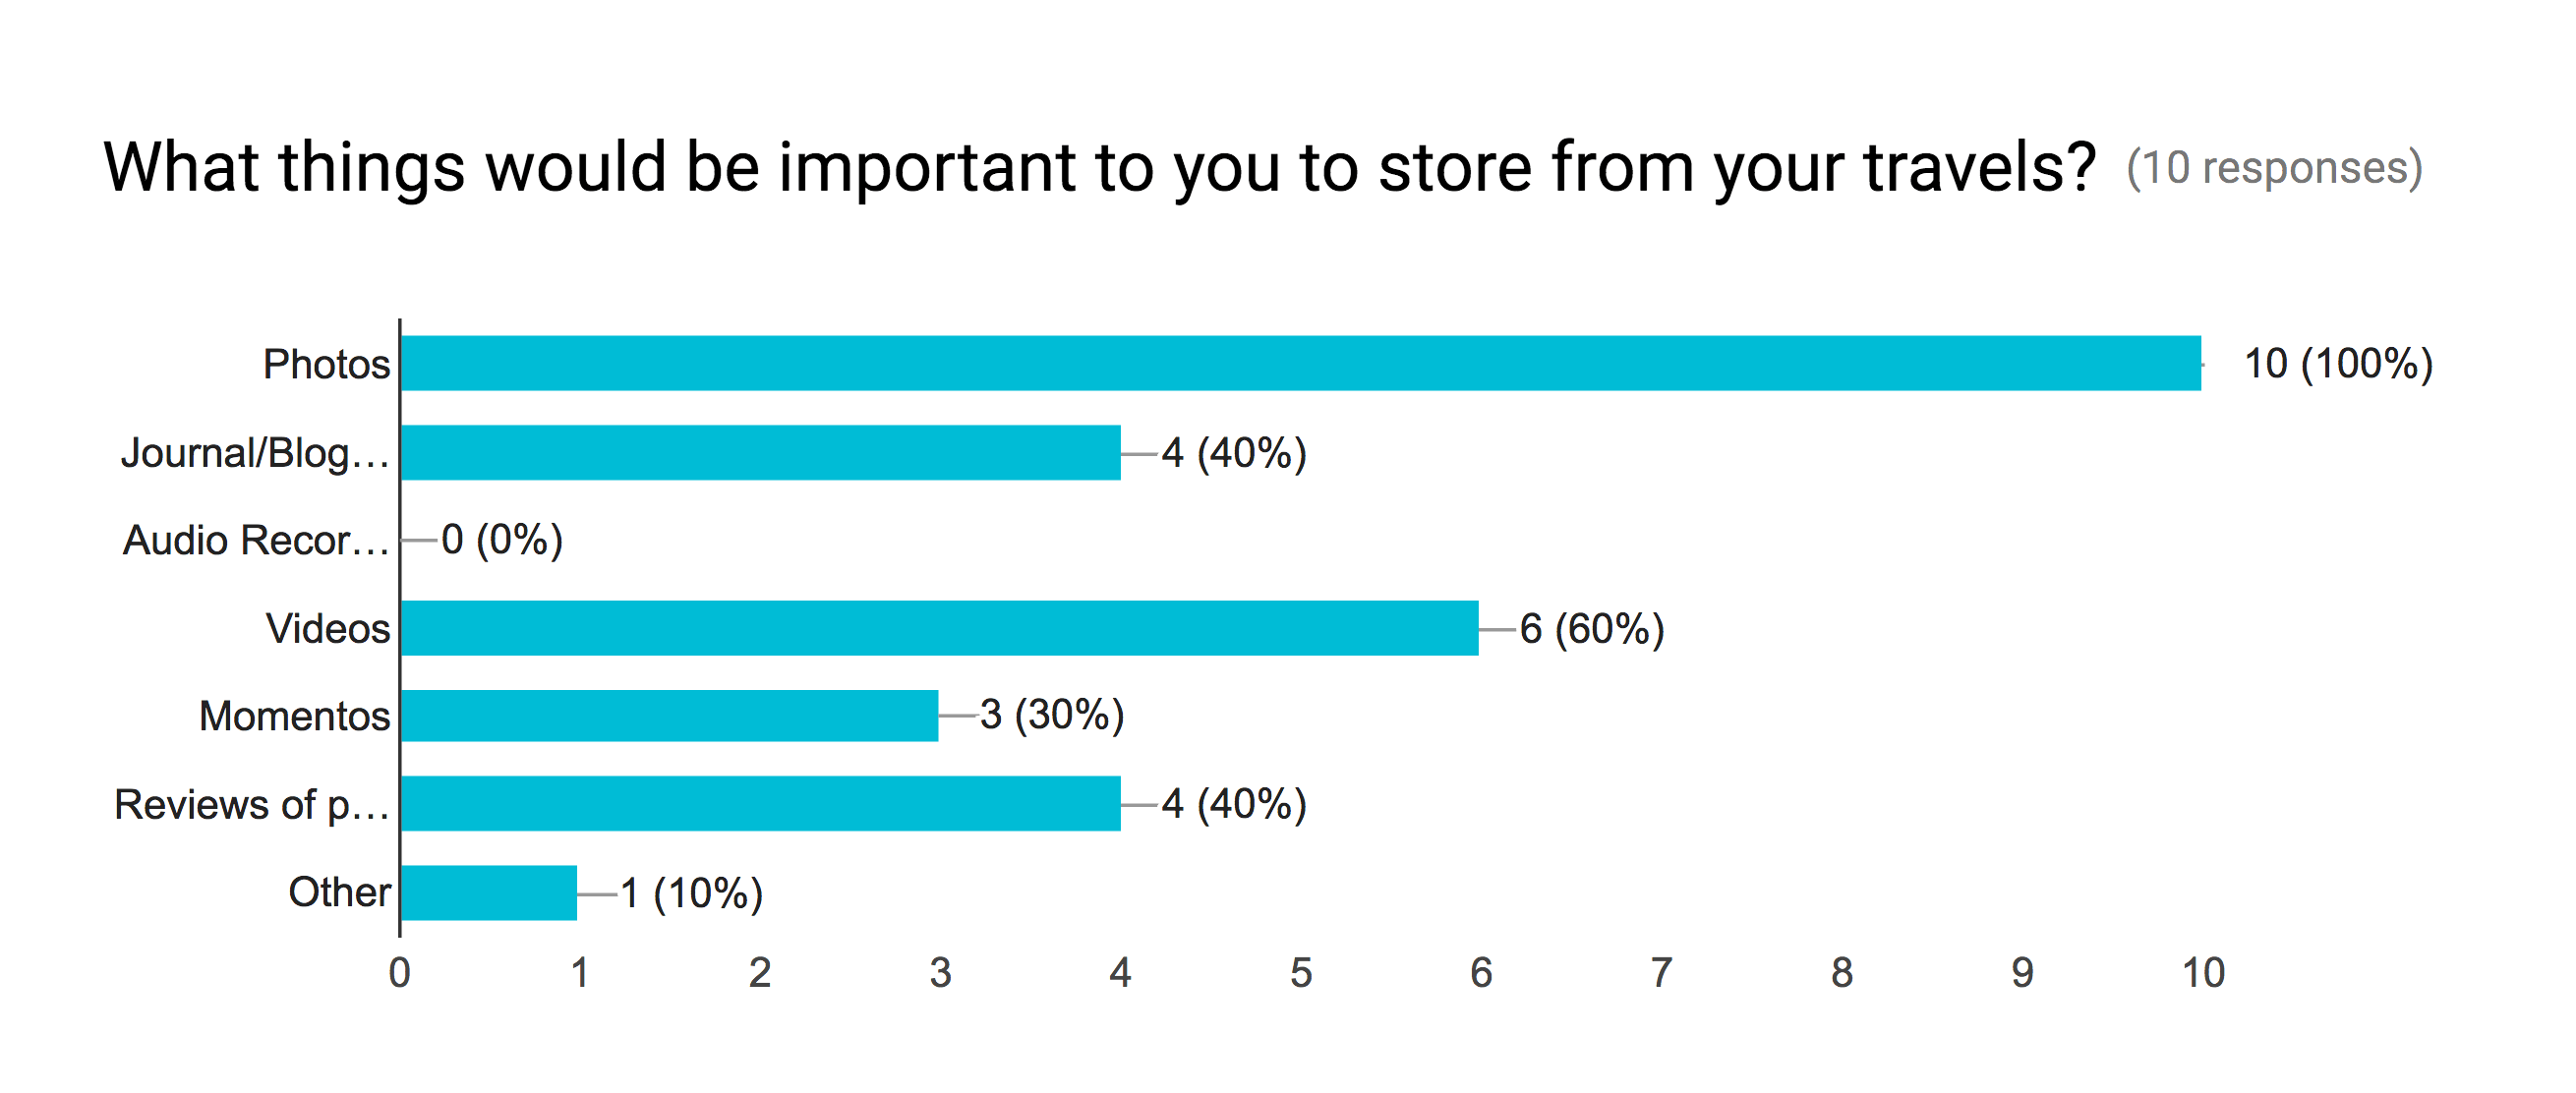 What things would be important to you to store from your travels? (10 responses)
Photos 10 (100%)
Journal/Blog… 4 (40%)
Audio Recor… 0 (0%)
Videos 6 (60%)
Momentos 3 (30%)
Reviews of p… 4 (40%)
Other 1 (10%)
0 1 2 3 4 5 6 7 8 9 10